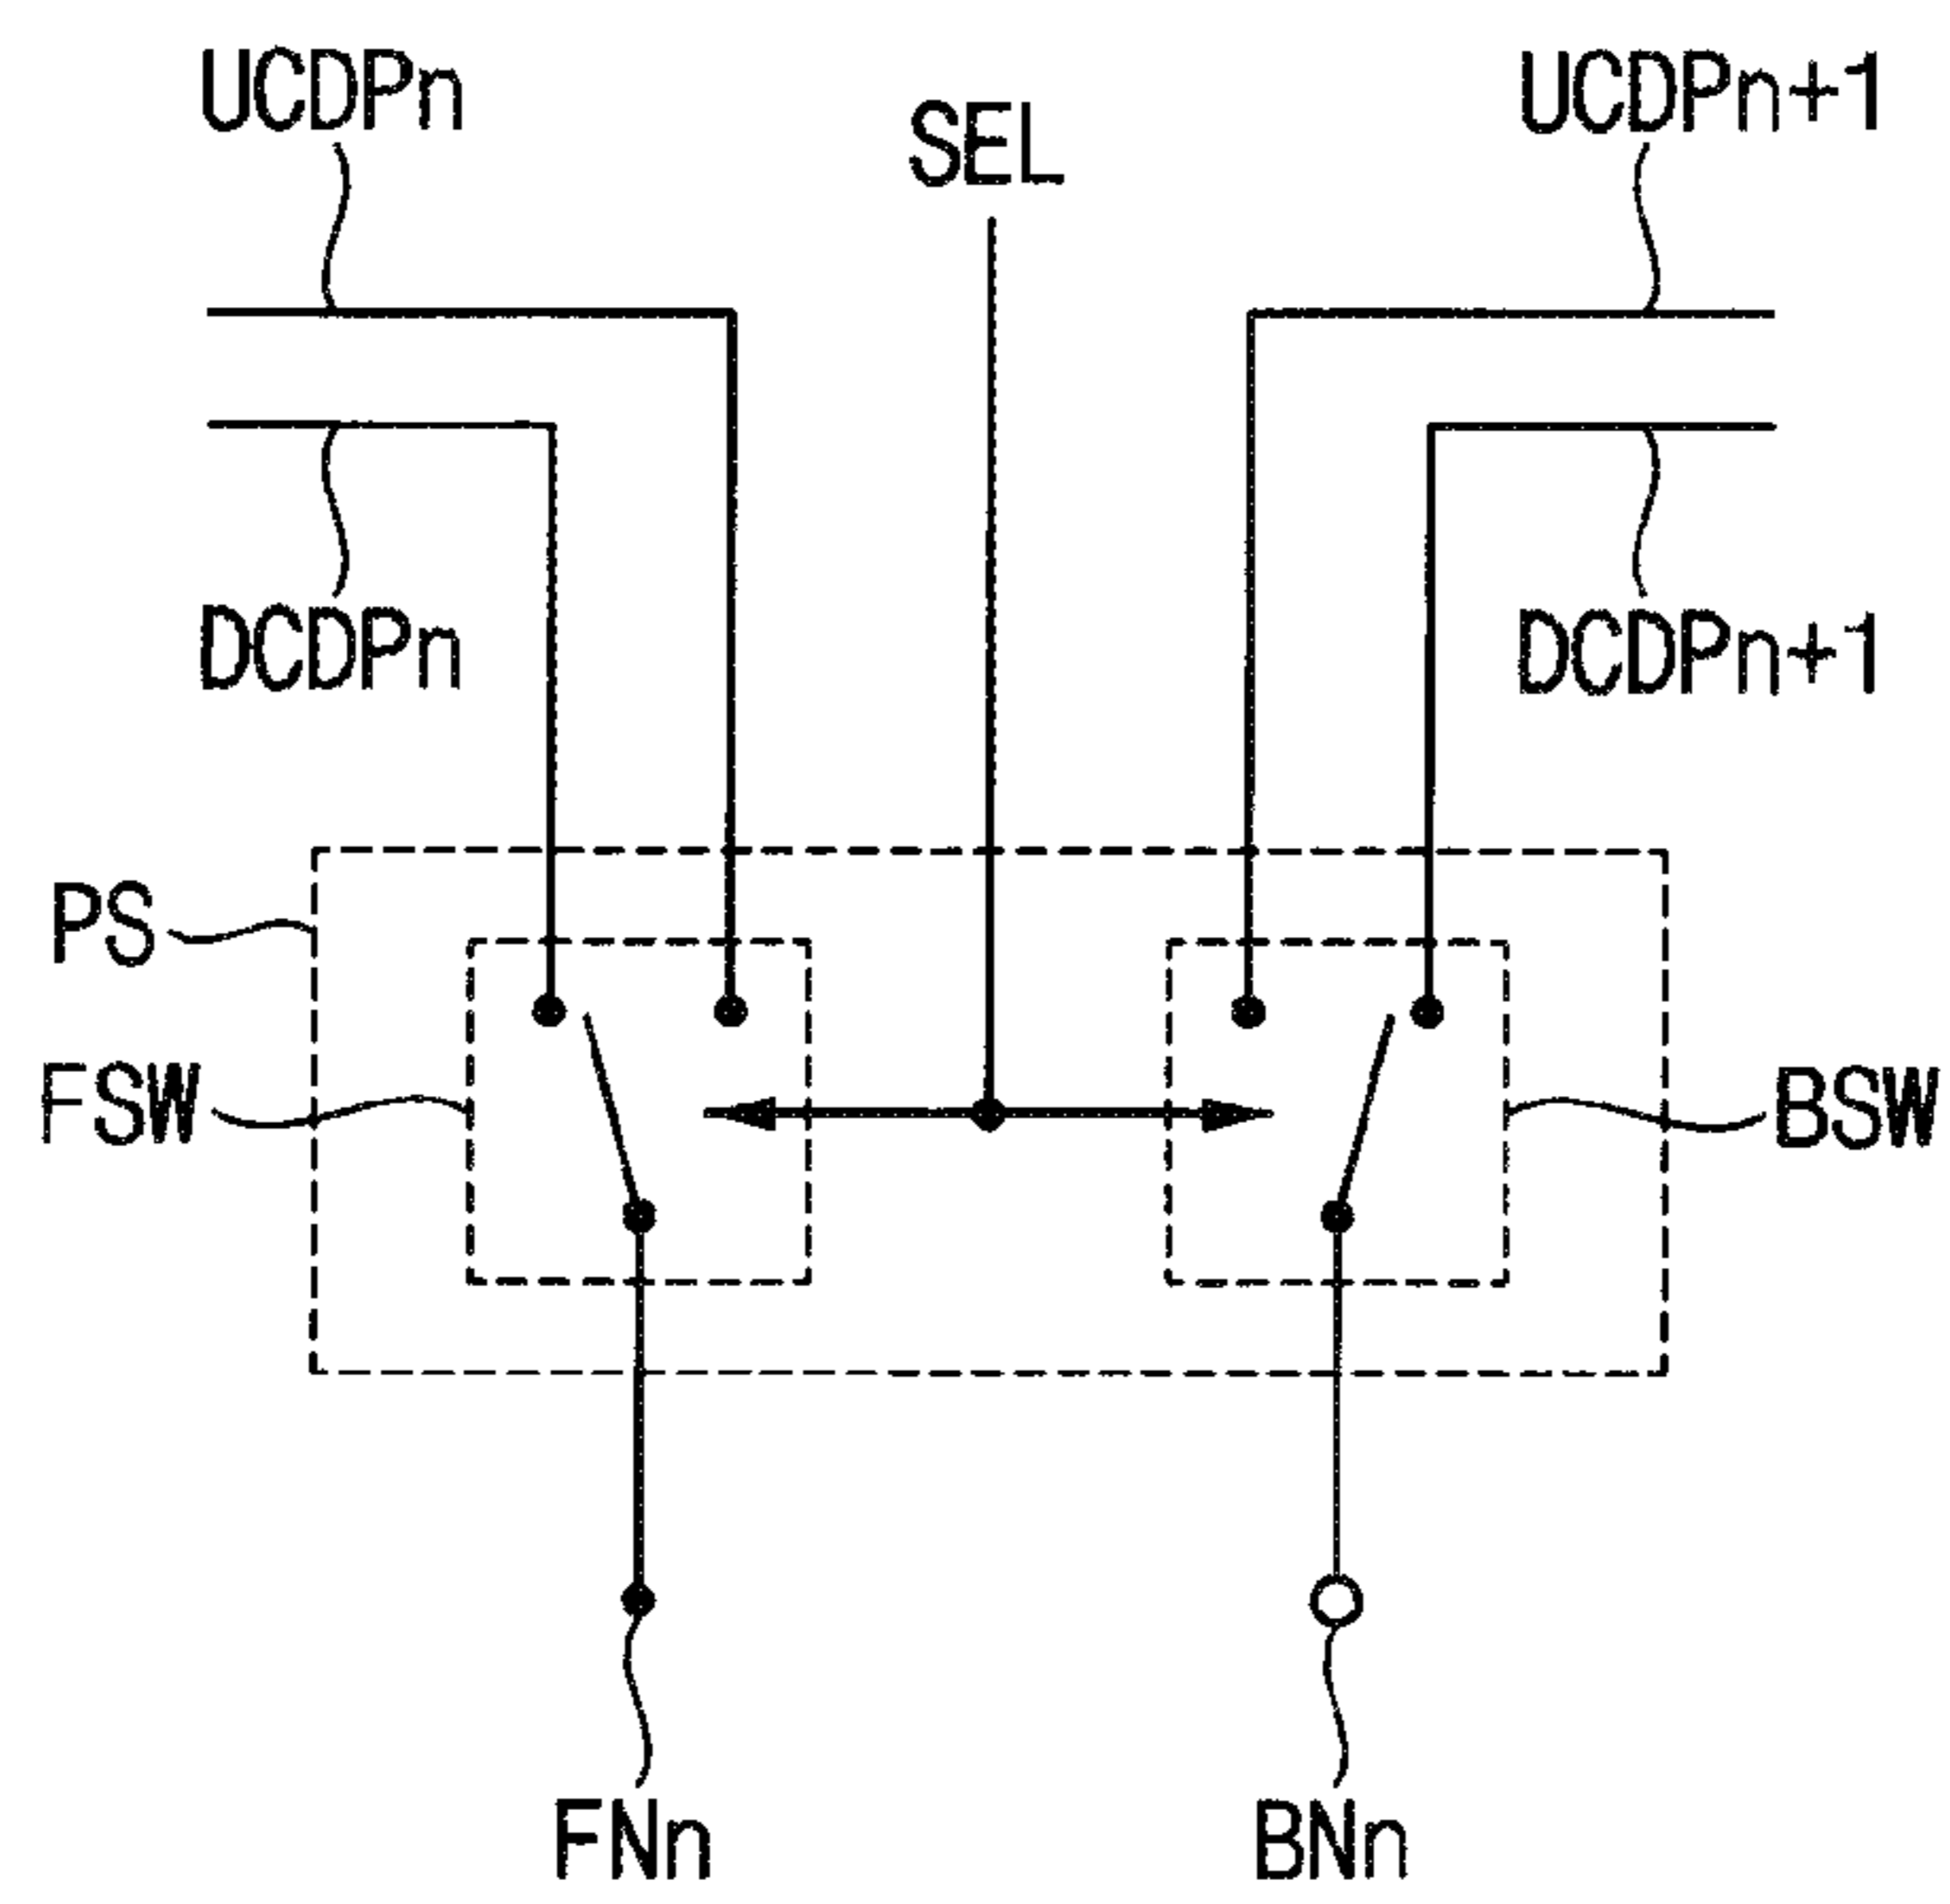 UCDPn
SEL
UCDPn+1
DCDPn
DCDPn+1
PS
FSW
BSW
FNn
BNn